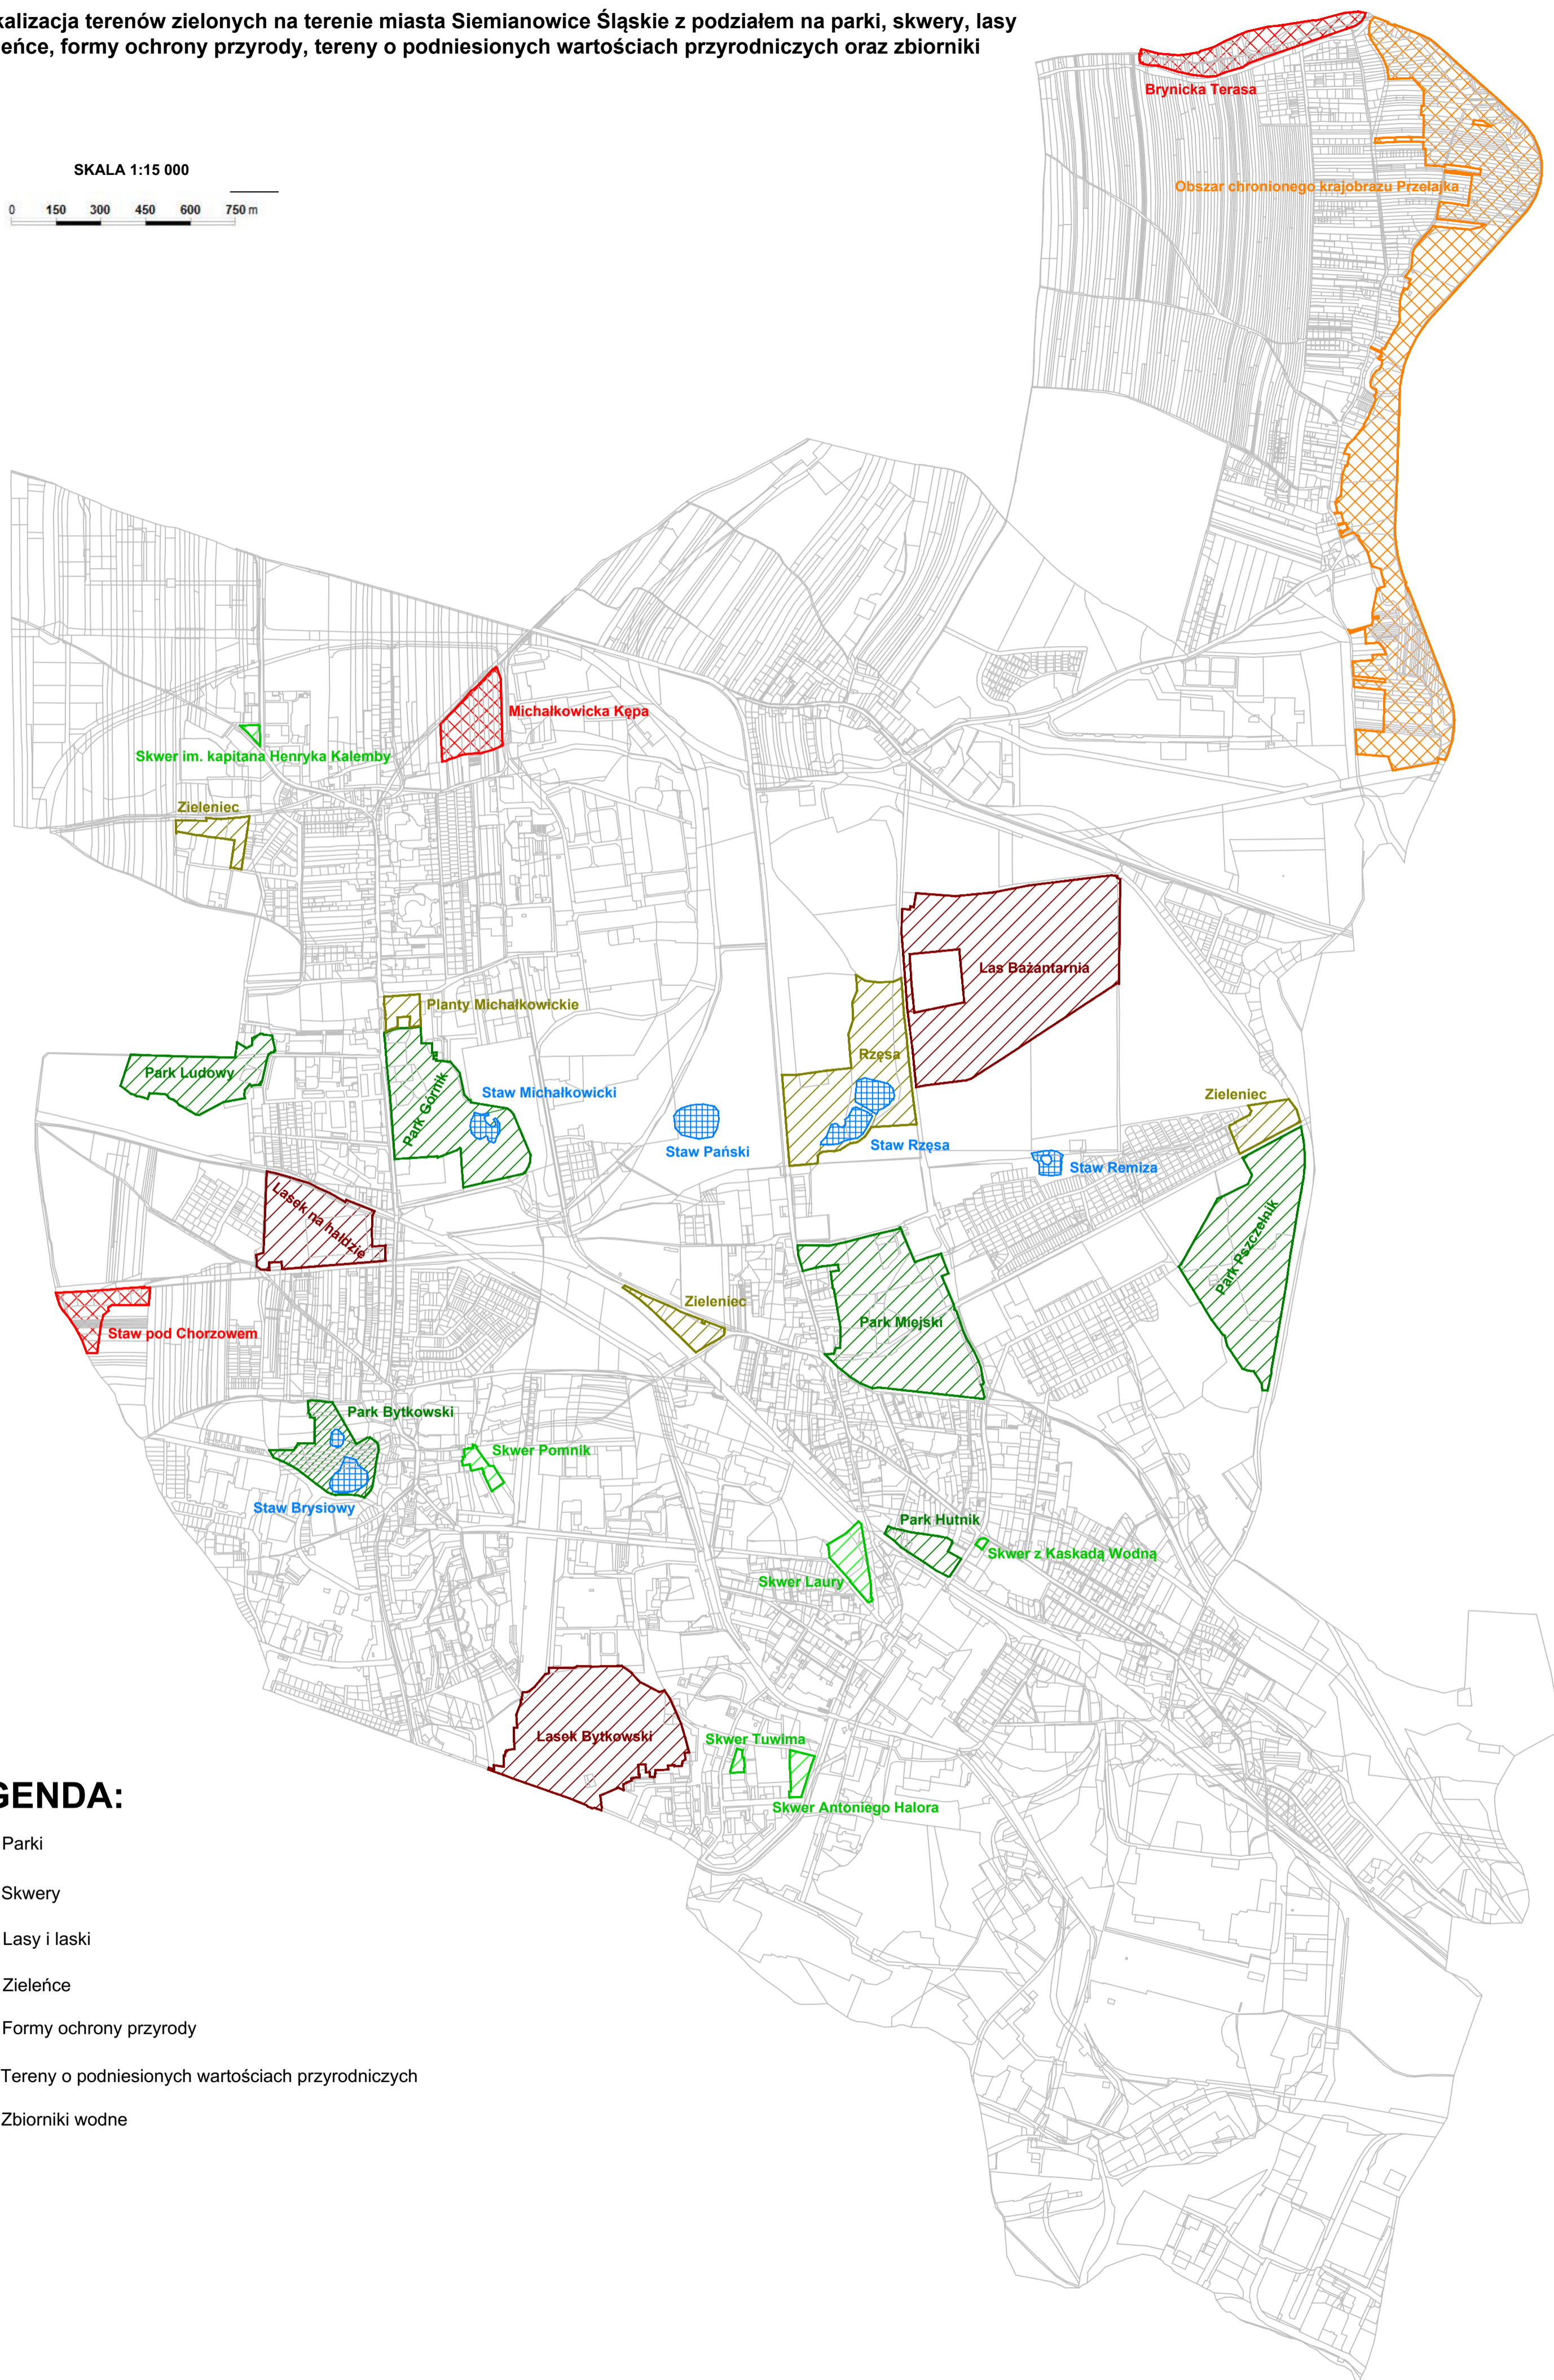 kalizacja terenów zielonych na terenie miasta Siemianowice Śląskie z podziałem na parki, skwery, lasy
leńce, formy ochrony przyrody, tereny o podniesionych wartościach przyrodniczych oraz zbiorniki
Brynicka Terasa
SKALA 1:15 000
0 150 300 450 600 750 m
Obszar chronionego krajobrazu Przełajka
Michałkowicka Kępa
Skwer im. kapitana Henryka Kalemby
Zieleniec
Las Bażantarnia
Planty Michałkowickie
Rzęsa
Park Ludowy
Park Górnik
Staw Michałkowicki
Zieleniec
Staw Pański
Staw Rzęsa
Staw Remiza
Lasek na hałdzie
Park Pszczelnik
Zieleniec
Park Miejski
Staw pod Chorzowem
Park Bytkowski
Skwer Pomnik
Staw Brysiowy
Park Hutnik
Skwer z Kaskadą Wodną
Skwer Laury
Lasek Bytkowski
Skwer Tuwima
Skwer Antoniego Halora
GENDA:
Parki
Skwery
Lasy i laski
Zieleńce
Formy ochrony przyrody
Tereny o podniesionych wartościach przyrodniczych
Zbiorniki wodne